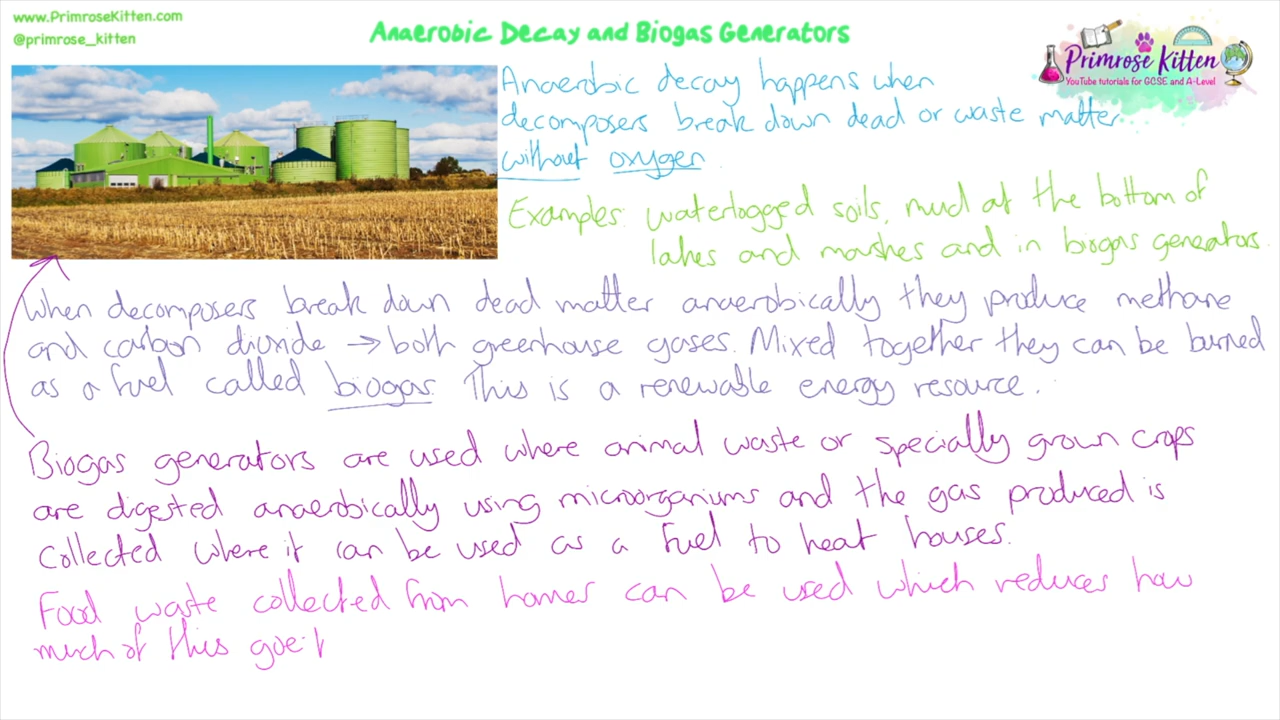 www.PrimroseKitten.com
@primrose_kitten
Anaerobic Decay and Biogas Generators
Primrose Kitten
YouTube tutorials for GCSE and A-Level
Anaerobic decay happens when
decomposers break down dead or waste matter
without oxygen.
Examples: waterlogged soils, mud at the bottom of
lakes and marshes and in biogas generators.
When decomposers break down dead matter anaerobically they produce methane
and carbon dioxide → both greenhouse gases. Mixed together they can be burned
as a fuel called biogas. This is a renewable energy resource.
Biogas generators are used where animal waste or specially grown crops
are digested anaerobically using microorganiums and the gas produced is
collected where it can be used as a fuel to heat houses.
Food waste collected from homes can be used which reduces how
much of this goe